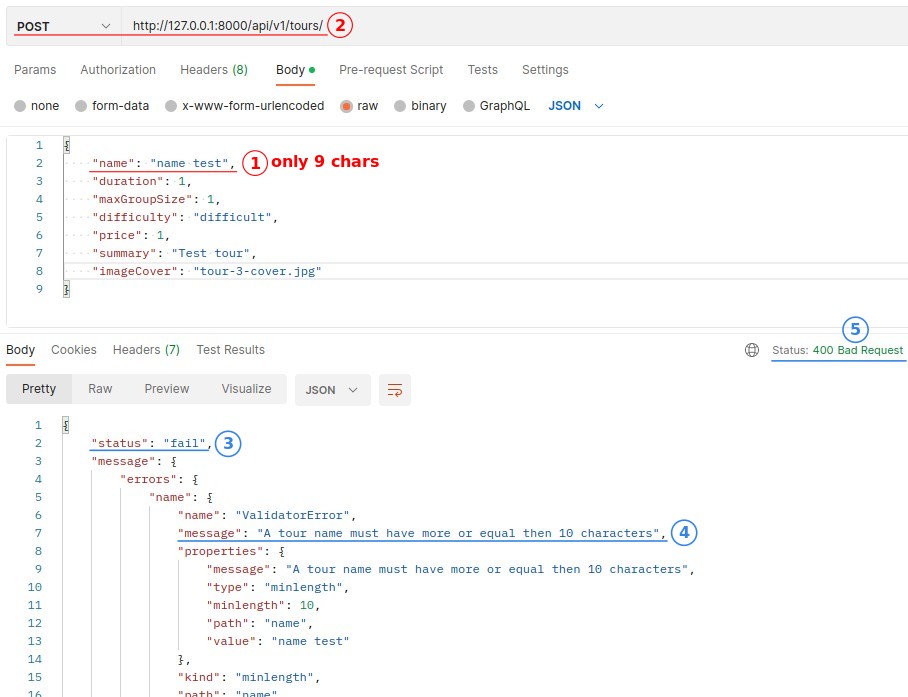 POST http://127.0.0.1:8000/api/v1/tours/ 2
Params Authorization Headers (8) Body Pre-request Script Tests Settings
none form-data x-www-form-urlencoded raw binary GraphQL JSON
1 {
2 "name": "name test", 1 only 9 chars
3 "duration": 1,
4 "maxGroupSize": 1,
5 "difficulty": "difficult",
6 "price": 1,
7 "summary": "Test tour",
8 "imageCover": "tour-3-cover.jpg"
9 }
5
Body Cookies Headers (7) Test Results Status: 400 Bad Request
Pretty Raw Preview Visualize JSON
1 {
2 "status": "fail", 3
3 "message": {
4 "errors": {
5 "name": {
6 "name": "ValidatorError",
7 "message": "A tour name must have more or equal then 10 characters", 4
8 "properties": {
9 "message": "A tour name must have more or equal then 10 characters",
10 "type": "minlength",
11 "minlength": 10,
12 "path": "name",
13 "value": "name test"
14 },
15 "kind": "minlength",
16 "path": "name"